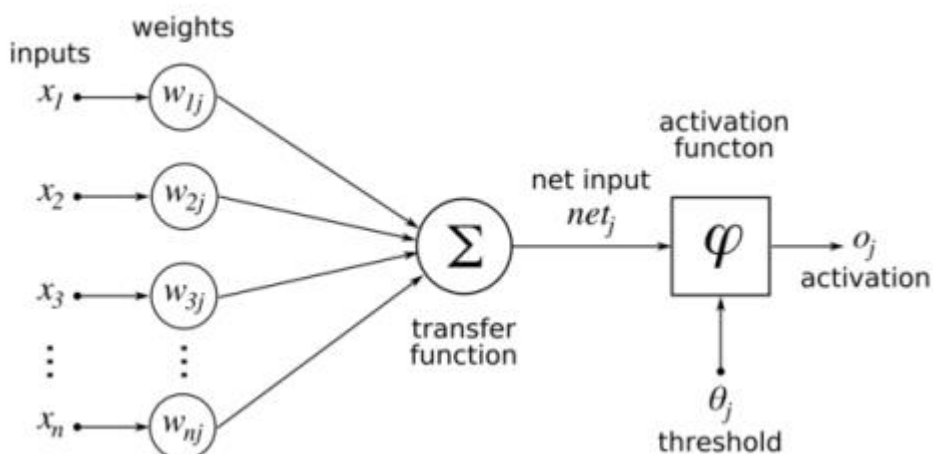 weights
inputs
x1
w1j
activation
functon
x2
w2j
net input
netj
Σ
φ
oj
activation
x3
w3j
transfer
function
⋮
⋮
xn
wnj
θj
threshold